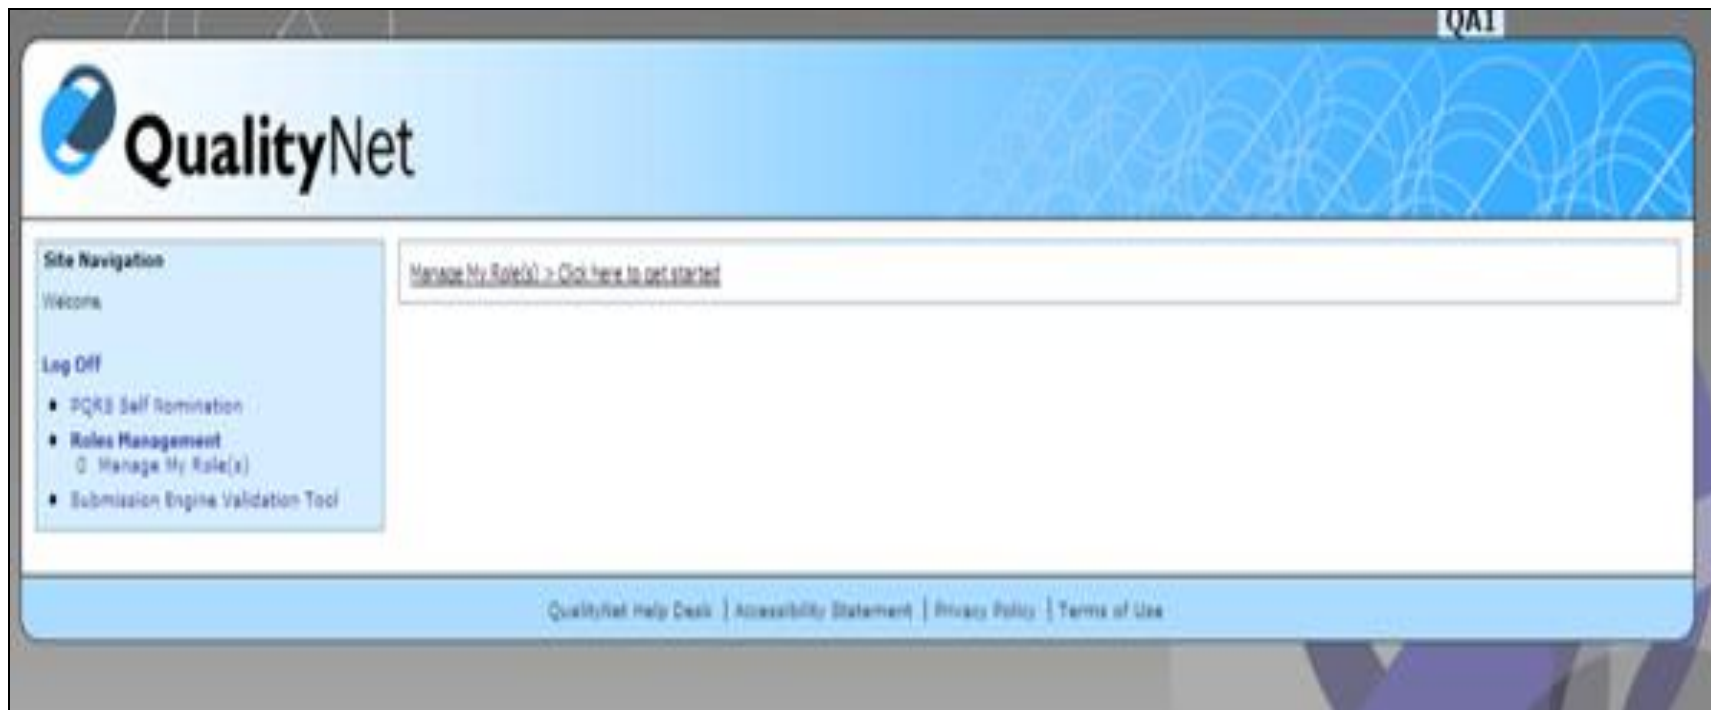 QA1
QualityNet
Site Navigation
Welcome
Manage My Role(s) > Click here to get started
Log Off
PQRS Self Nomination
Roles Management
Manage My Role(s)
Submission Engine Validation Tool
QualityNet Help Desk | Accessibility Statement | Privacy Policy | Terms of Use